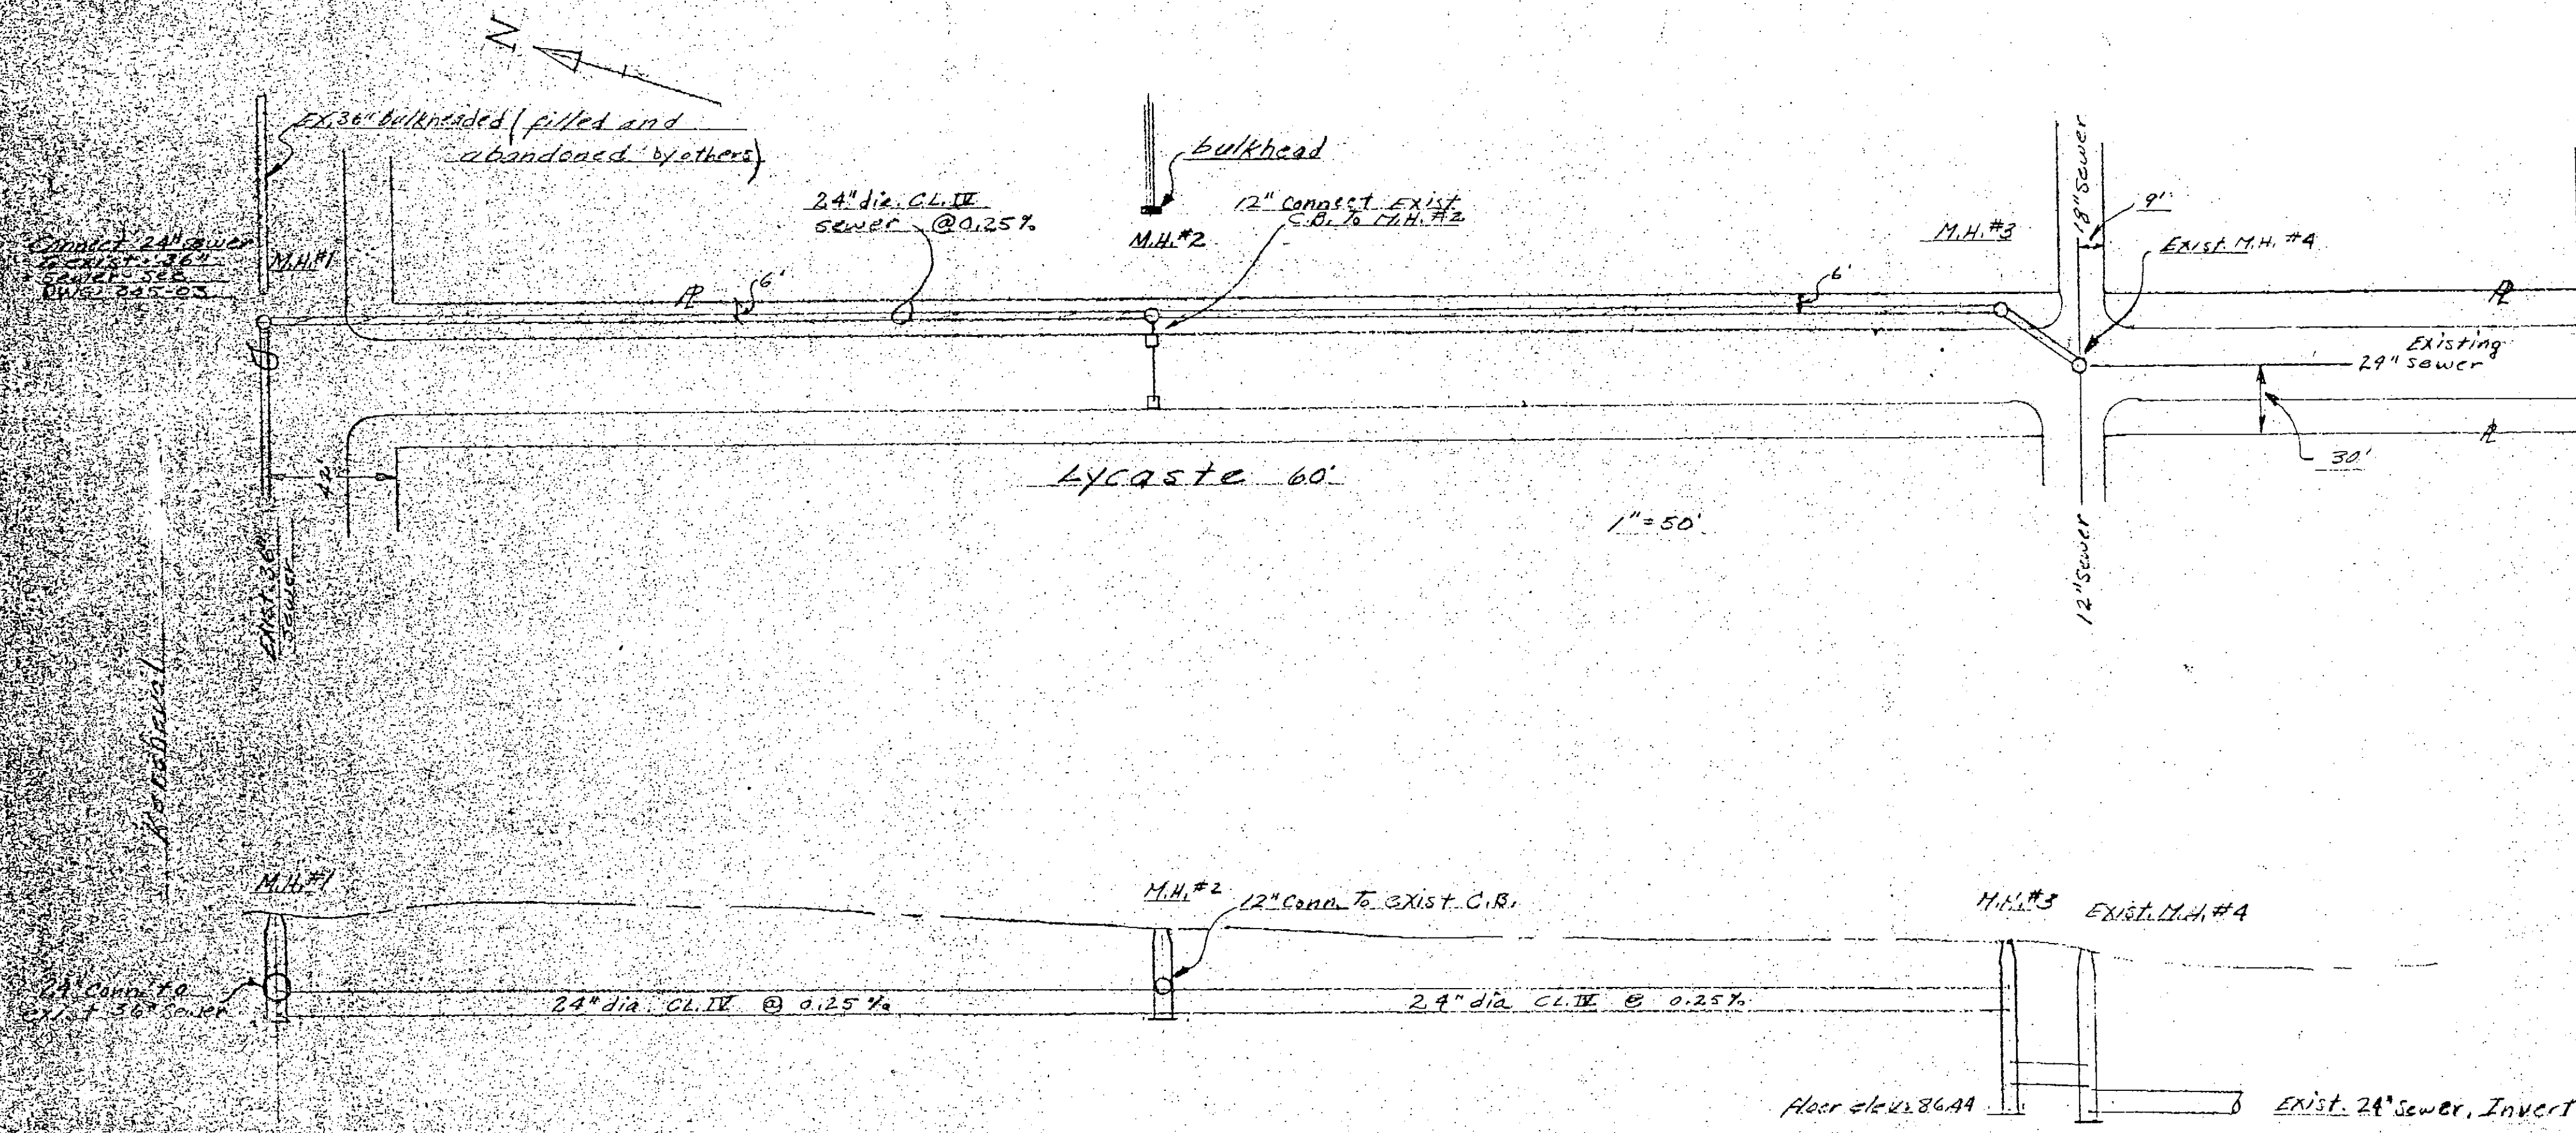 N
Ex. 36" bulkheaded (filled and
abandoned by others)
24" dia. CL. IV
sewer @ 0.25%
bulkhead
12" Connect Exist
C.B. To M.H. #2
M.H. #2
M.H. #3
18" Sewer
9'
Exist. M.H. #4
Connect 24" sewer
to exist. 36"
sewer see
DWG.
M.H. #1
PL
6'
6'
PL
Existing
24" sewer
42'
PL
30'
Lycaste 60'
1" = 50'
Exist 36"
sewer
12" Sewer
Kercheval
M.H. #1
M.H. #2
12" Conn. To exist C.B.
M.H. #3
Exist. M.H. #4
24" Conn. to
exist 36" sewer
24" dia. CL. IV @ 0.25%
24" dia CL. IV @ 0.25%
Floor elev. 86.44
Exist. 24" sewer, Invert